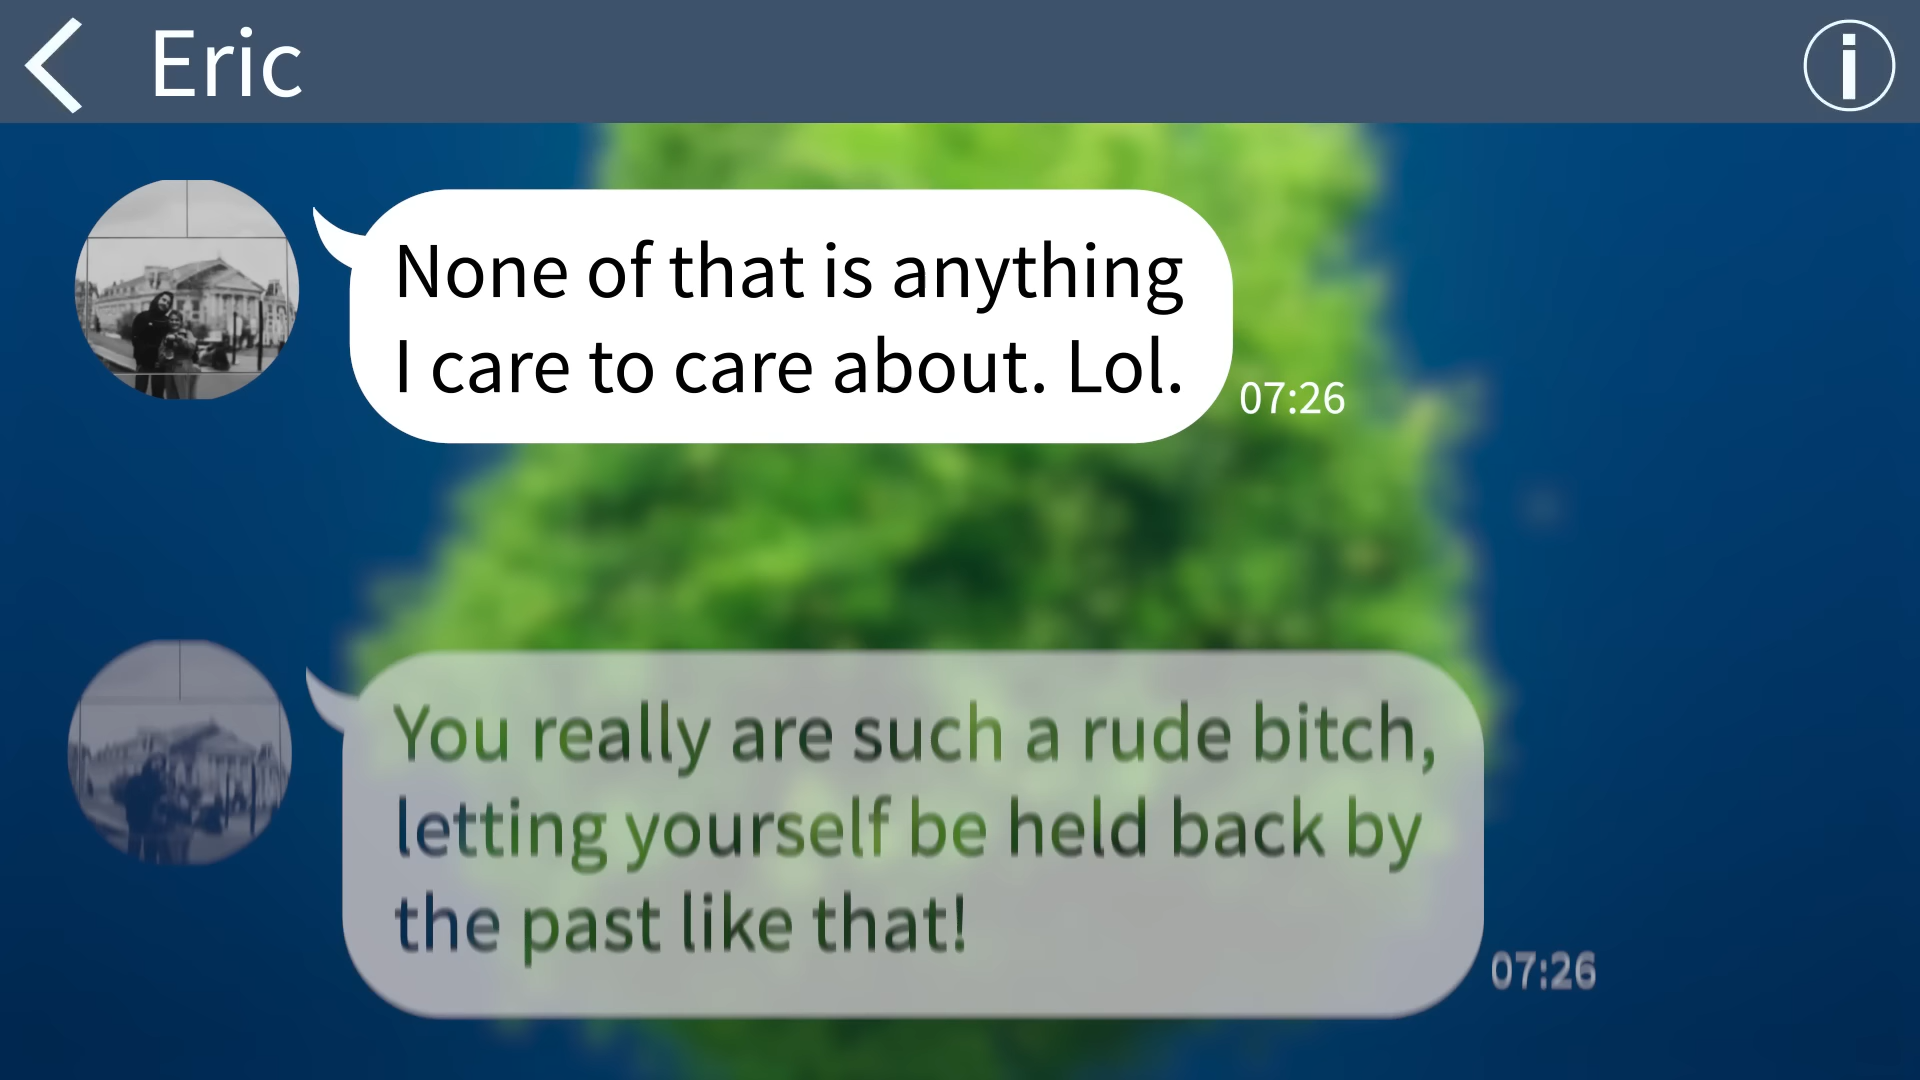 Eric
None of that is anything
I care to care about. Lol.
07:26
You really are such a rude bitch,
letting yourself be held back by
the past like that!
07:26